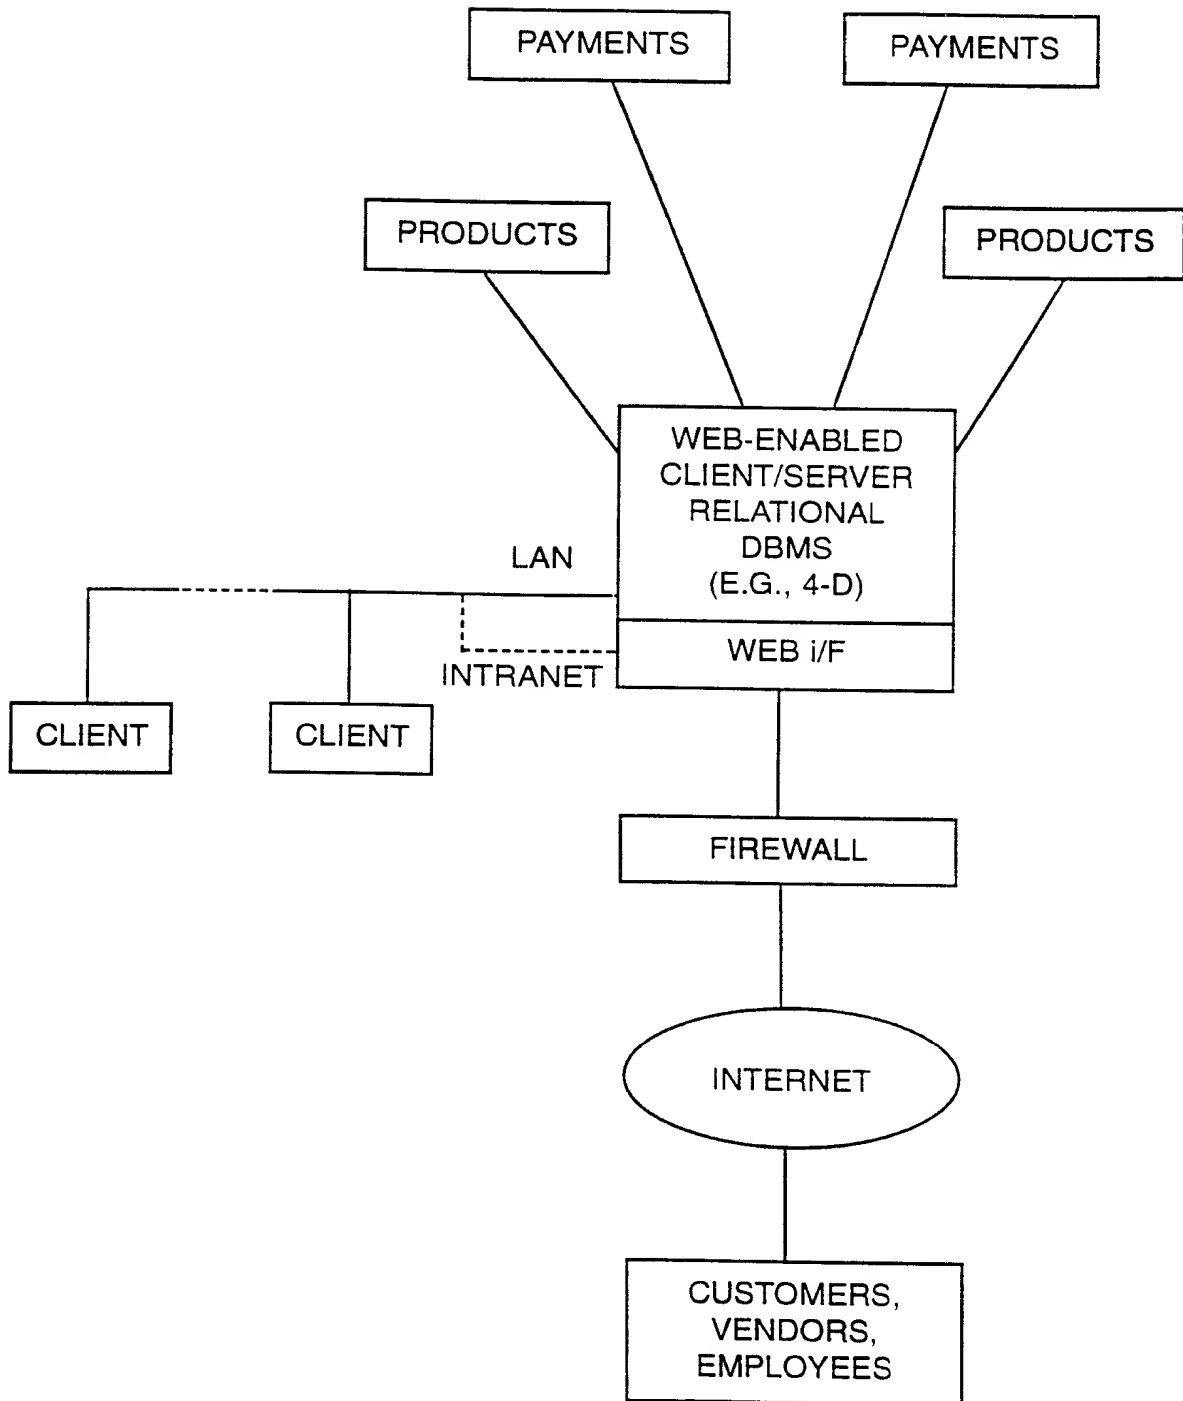 PAYMENTS
PAYMENTS
PRODUCTS
PRODUCTS
WEB-ENABLED
CLIENT/SERVER
RELATIONAL
DBMS
(E.G., 4-D)
LAN
WEB i/F
INTRANET
CLIENT
CLIENT
FIREWALL
INTERNET
CUSTOMERS,
VENDORS,
EMPLOYEES